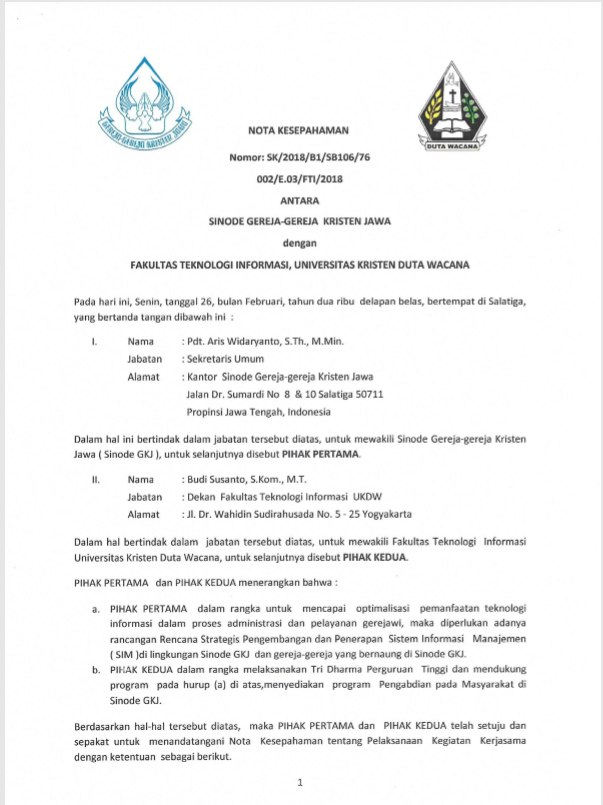 GEREJA-GEREJA KRISTEN JAWA
DUTA WACANA
NOTA KESEPAHAMAN
Nomor: SK/2018/B1/SB106/76
002/E.03/FTI/2018
ANTARA
SINODE GEREJA-GEREJA KRISTEN JAWA
dengan
FAKULTAS TEKNOLOGI INFORMASI, UNIVERSITAS KRISTEN DUTA WACANA
Pada hari ini, Senin, tanggal 26, bulan Februari, tahun dua ribu delapan belas, bertempat di Salatiga,
yang bertanda tangan dibawah ini :
I. Nama : Pdt. Aris Widaryanto, S.Th., M.Min.
Jabatan : Sekretaris Umum
Alamat : Kantor Sinode Gereja-gereja Kristen Jawa
Jalan Dr. Sumardi No 8 & 10 Salatiga 50711
Propinsi Jawa Tengah, Indonesia
Dalam hal ini bertindak dalam jabatan tersebut diatas, untuk mewakili Sinode Gereja-gereja Kristen
Jawa ( Sinode GKJ ), untuk selanjutnya disebut PIHAK PERTAMA.
II. Nama : Budi Susanto, S.Kom., M.T.
Jabatan : Dekan Fakultas Teknologi Informasi UKDW
Alamat : Jl. Dr. Wahidin Sudirahusada No. 5 - 25 Yogyakarta
Dalam hal bertindak dalam jabatan tersebut diatas, untuk mewakili Fakultas Teknologi Informasi
Universitas Kristen Duta Wacana, untuk selanjutnya disebut PIHAK KEDUA.
PIHAK PERTAMA dan PIHAK KEDUA menerangkan bahwa :
a. PIHAK PERTAMA dalam rangka untuk mencapai optimalisasi pemanfaatan teknologi
informasi dalam proses administrasi dan pelayanan gerejawi, maka diperlukan adanya
rancangan Rencana Strategis Pengembangan dan Penerapan Sistem Informasi Manajemen
( SIM )di lingkungan Sinode GKJ dan gereja-gereja yang bernaung di Sinode GKJ.
b. PIHAK KEDUA dalam rangka melaksanakan Tri Dharma Perguruan Tinggi dan mendukung
program pada hurup (a) di atas,menyediakan program Pengabdian pada Masyarakat di
Sinode GKJ.
Berdasarkan hal-hal tersebut diatas, maka PIHAK PERTAMA dan PIHAK KEDUA telah setuju dan
sepakat untuk menandatangani Nota Kesepahaman tentang Pelaksanaan Kegiatan Kerjasama
dengan ketentuan sebagai berikut.
1